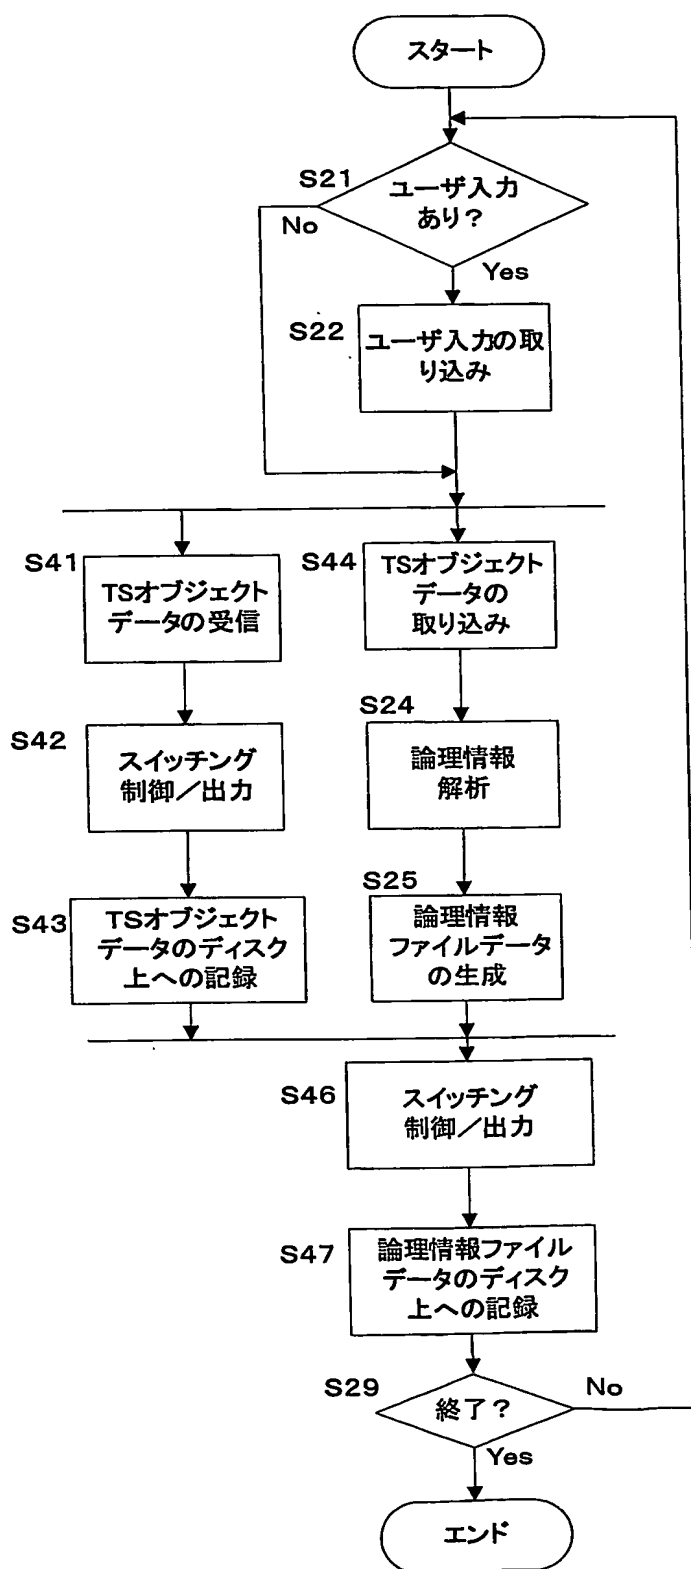 スタート
S21
ユーザ入力
あり?
No
Yes
S22
ユーザ入力の取
り込み
S41
TSオブジェクト
データの受信
S44
TSオブジェクト
データの
取り込み
S42
スイッチング
制御/出力
S24
論理情報
解析
S43
TSオブジェクト
データのディスク
上への記録
S25
論理情報
ファイルデータ
の生成
S46
スイッチング
制御/出力
S47
論理情報ファイル
データのディスク
上への記録
S29
終了?
No
Yes
エンド